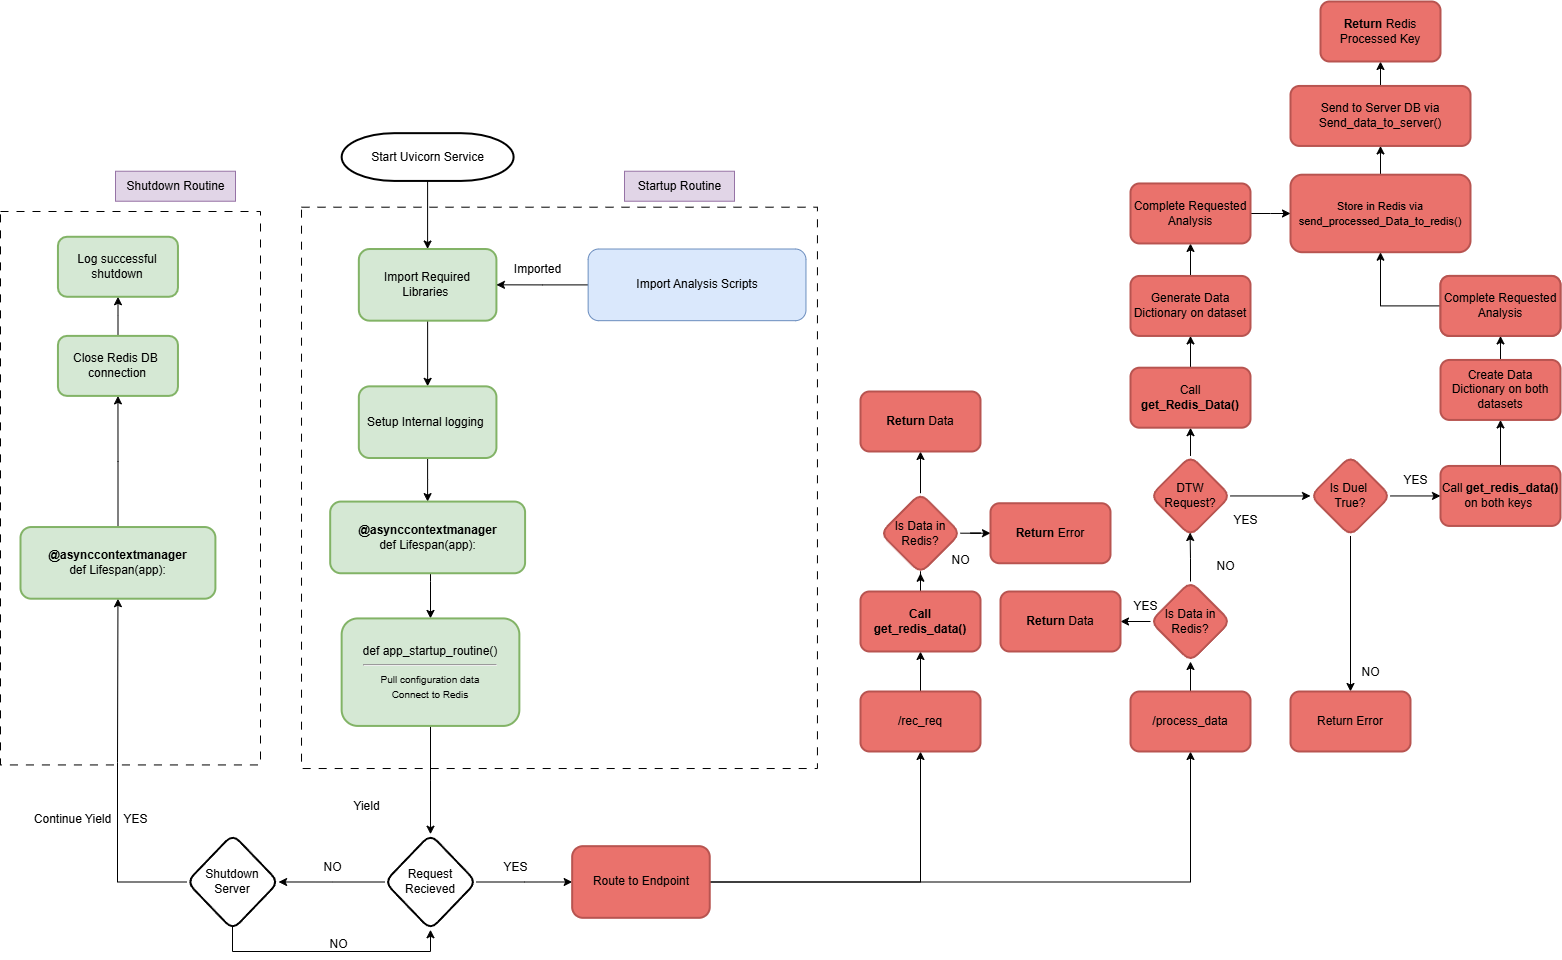 Return Redis
Processed Key
Send to Server DB via
Send_data_to_server()
Start Uvicorn Service
Shutdown Routine
Startup Routine
Complete Requested
Analysis
Store in Redis via
send_processed_Data_to_redis()
Log successful
shutdown
Import Required
Libraries
Imported
Import Analysis Scripts
Generate Data
Dictionary on dataset
Complete Requested
Analysis
Close Redis DB
connection
Setup Internal logging
Return Data
Call
get_Redis_Data()
Create Data
Dictionary on both
datasets
@asynccontextmanager
def Lifespan(app):
@asynccontextmanager
def Lifespan(app):
Is Data in
Redis?
NO
Return Error
DTW
Request?
YES
Is Duel
True?
YES
Call get_redis_data()
on both keys
NO
Call
get_redis_data()
Return Data
YES
Is Data in
Redis?
def app_startup_routine()
Pull configuration data
Connect to Redis
NO
/rec_req
/process_data
Return Error
Yield
Continue Yield
YES
Shutdown
Server
NO
Request
Recieved
YES
Route to Endpoint
NO